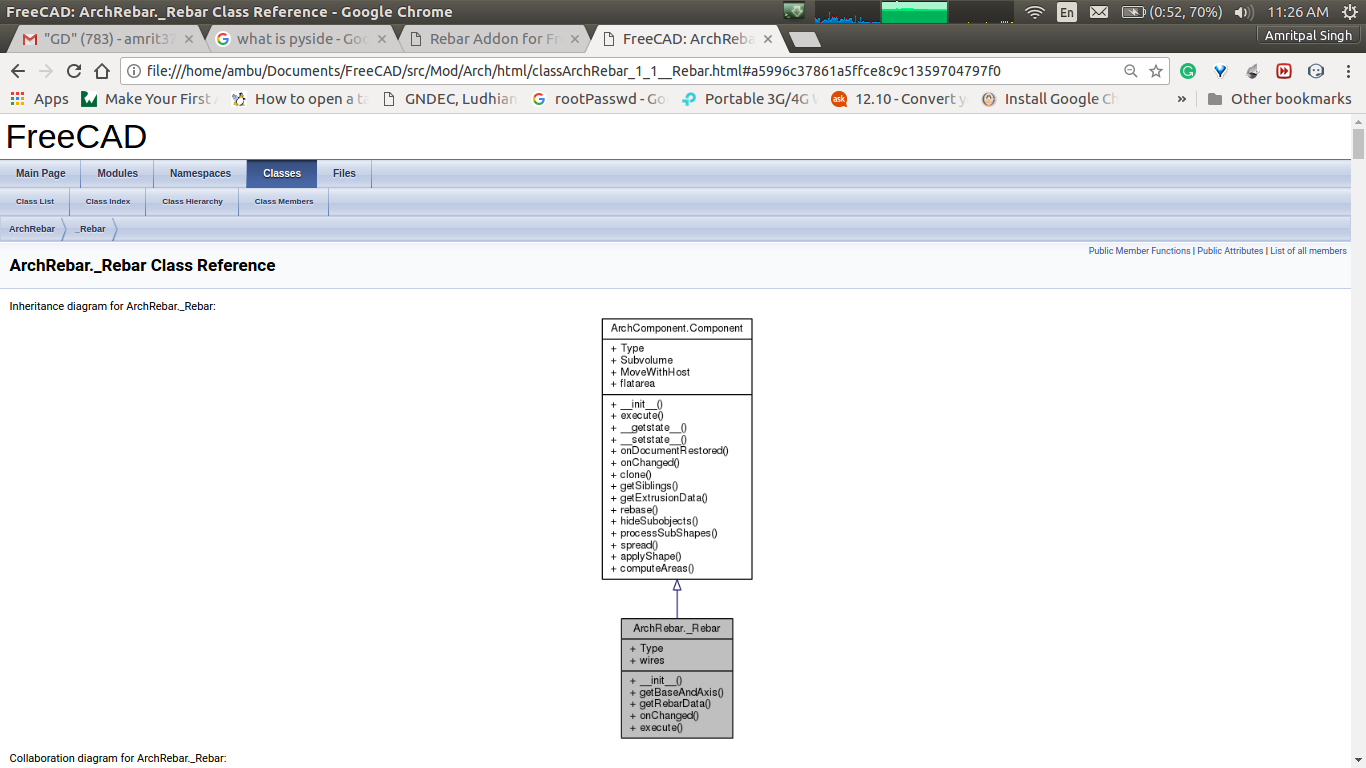 FreeCAD: ArchRebar._Rebar Class Reference - Google Chrome
En (0:52, 70%) 11:26 AM
"GD" (783) - amrit37 what is pyside - Goo Rebar Addon for Fr FreeCAD: ArchReba Amritpal Singh
file:///home/ambu/Documents/FreeCAD/src/Mod/Arch/html/classArchRebar_1_1__Rebar.html#a5996c37861a5ffce8c9c1359704797f0
Apps Make Your First How to open a ta GNDEC, Ludhian rootPasswd - Go Portable 3G/4G ask 12.10 - Convert y Install Google Ch » Other bookmarks
FreeCAD
Main Page Modules Namespaces Classes Files
Class List Class Index Class Hierarchy Class Members
ArchRebar _Rebar
Public Member Functions | Public Attributes | List of all members
ArchRebar._Rebar Class Reference
Inheritance diagram for ArchRebar._Rebar:
ArchComponent.Component
+ Type
+ Subvolume
+ MoveWithHost
+ flatarea
+ __init__()
+ execute()
+ __getstate__()
+ __setstate__()
+ onDocumentRestored()
+ onChanged()
+ clone()
+ getSiblings()
+ getExtrusionData()
+ rebase()
+ hideSubobjects()
+ processSubShapes()
+ spread()
+ applyShape()
+ computeAreas()
ArchRebar._Rebar
+ Type
+ wires
+ __init__()
+ getBaseAndAxis()
+ getRebarData()
+ onChanged()
+ execute()
Collaboration diagram for ArchRebar._Rebar: